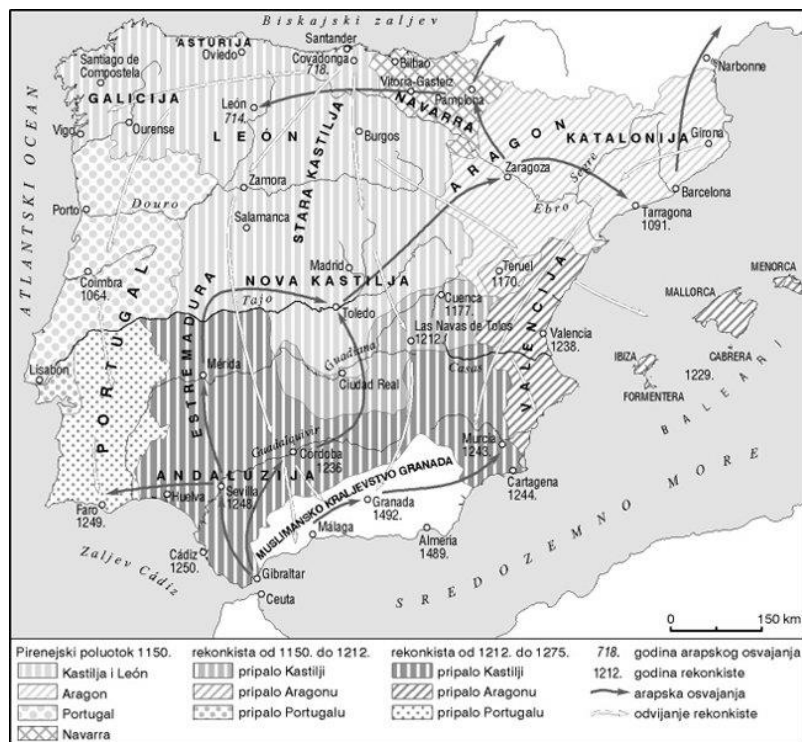 Biskajski zaljev
ATLANTSKI OCEAN
Santiago de
Compostela
ASTURIJA
Oviedo
Santander
Covadonga
718.
Bilbao
Vitoria-Gasteiz
Pamplona
NAVARRA
Narbonne
GALICIJA
Vigo
Ourense
León
714.
LEÓN
Burgos
STARA KASTILJA
ARAGON
KATALONIJA
Girona
Segre
Zaragoza
Barcelona
Tarragona
1091.
Ebro
Zamora
Porto
Douro
Salamanca
Coimbra
1064.
PORTUGAL
Madrid
NOVA KASTILJA
Teruel
1170.
Cuenca
1177.
MENORCA
MALLORCA
Tajo
Toledo
ESTREMADURA
Las Navas de Tolos
1212.
Valencia
1238.
VALENCIJA
IBIZA
FORMENTERA
CABRERA
1229.
BALEARI
Lisabon
Mérida
Guadiana
Ciudad Real
Casas
Guadalquivir
Córdoba
1236
Murcia
1243.
Cartagena
1244.
ANDALUZIJA
Huelva
Sevilla
1248.
MUSLIMANSKO KRALJEVSTVO GRANADA
Granada
1492.
Faro
1249.
Málaga
Almería
1489.
Cádiz
1250.
Zaljev Cádiz
Gibraltar
Ceuta
SREDOZEMNO MORE
0 150 km
Pirenejski poluotok 1150.
Kastilja i León
Aragon
Portugal
Navarra
rekonkista od 1150. do 1212.
pripalo Kastilji
pripalo Aragonu
pripalo Portugalu
rekonkista od 1212. do 1275.
pripalo Kastilji
pripalo Aragonu
pripalo Portugalu
718. godina arapskog osvajanja
1212. godina rekonkiste
arapska osvajanja
odvijanje rekonkiste